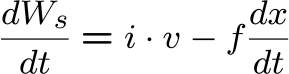 dW_s/dt = i · v − f dx/dt